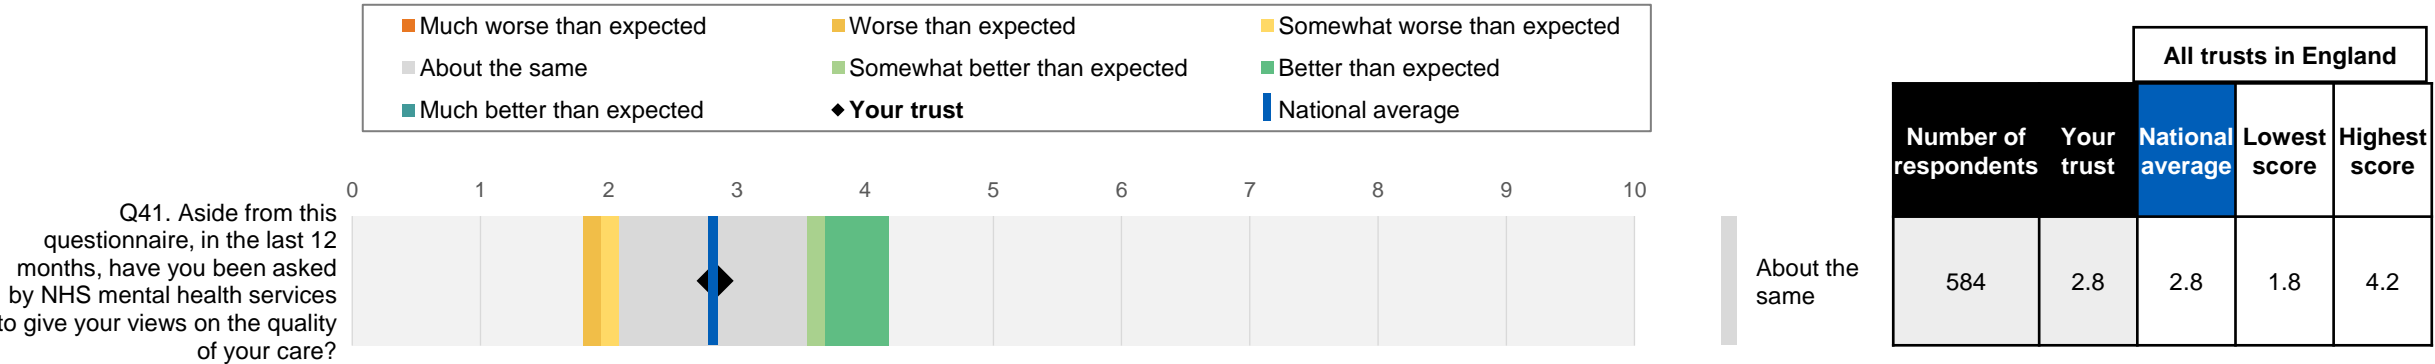 Much worse than expected
Worse than expected
Somewhat worse than expected
About the same
Somewhat better than expected
Better than expected
Much better than expected
Your trust
National average
All trusts in England
Number of respondents
Your trust
National average
Lowest score
Highest score
0 1 2 3 4 5 6 7 8 9 10
Q41. Aside from this
questionnaire, in the last 12
months, have you been asked
by NHS mental health services
to give your views on the quality
of your care?
About the
same
584 2.8 2.8 1.8 4.2